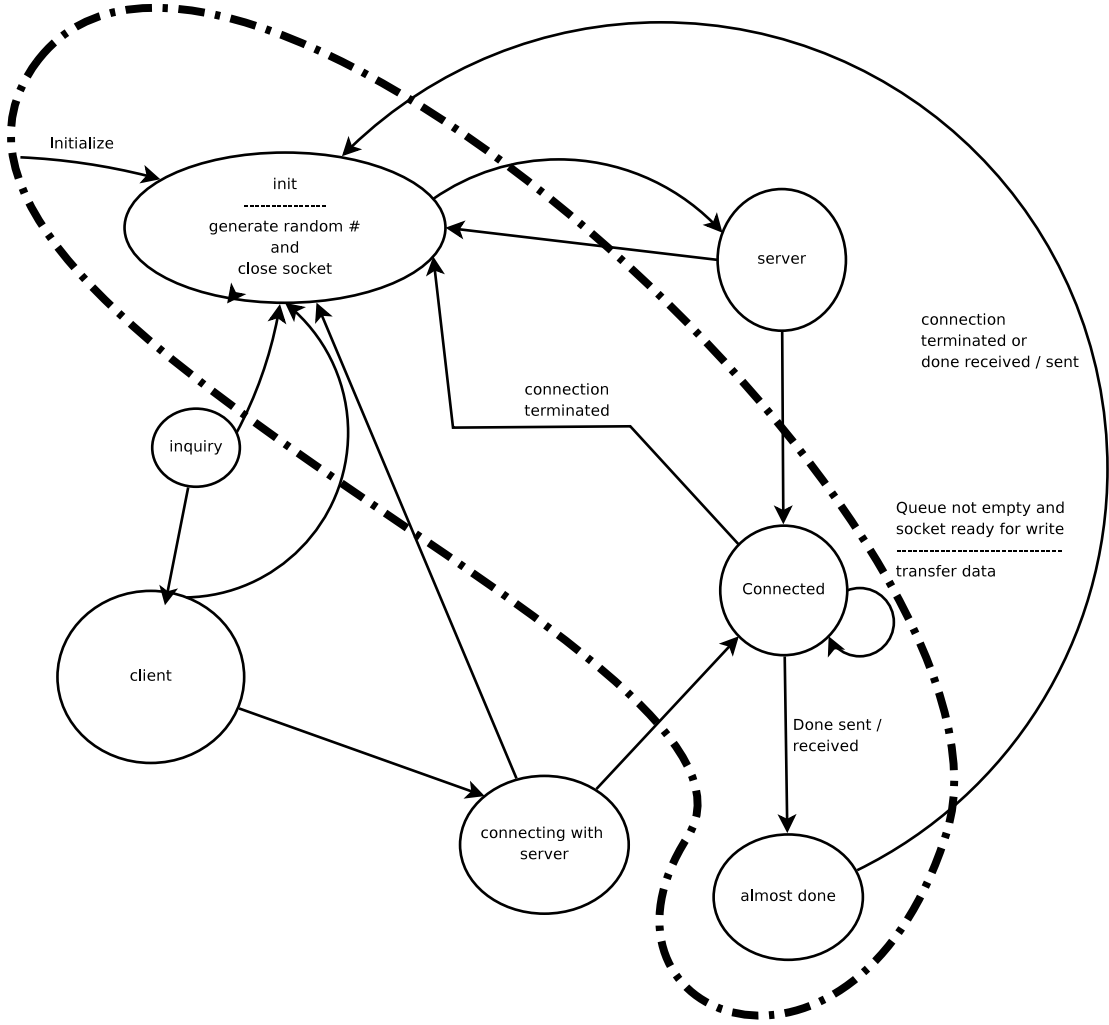 Initialize
init
---------------
generate random #
and
close socket
server
connection
terminated or
done received / sent
connection
terminated
inquiry
Queue not empty and
socket ready for write
------------------------------
transfer data
Connected
client
Done sent /
received
connecting with
server
almost done